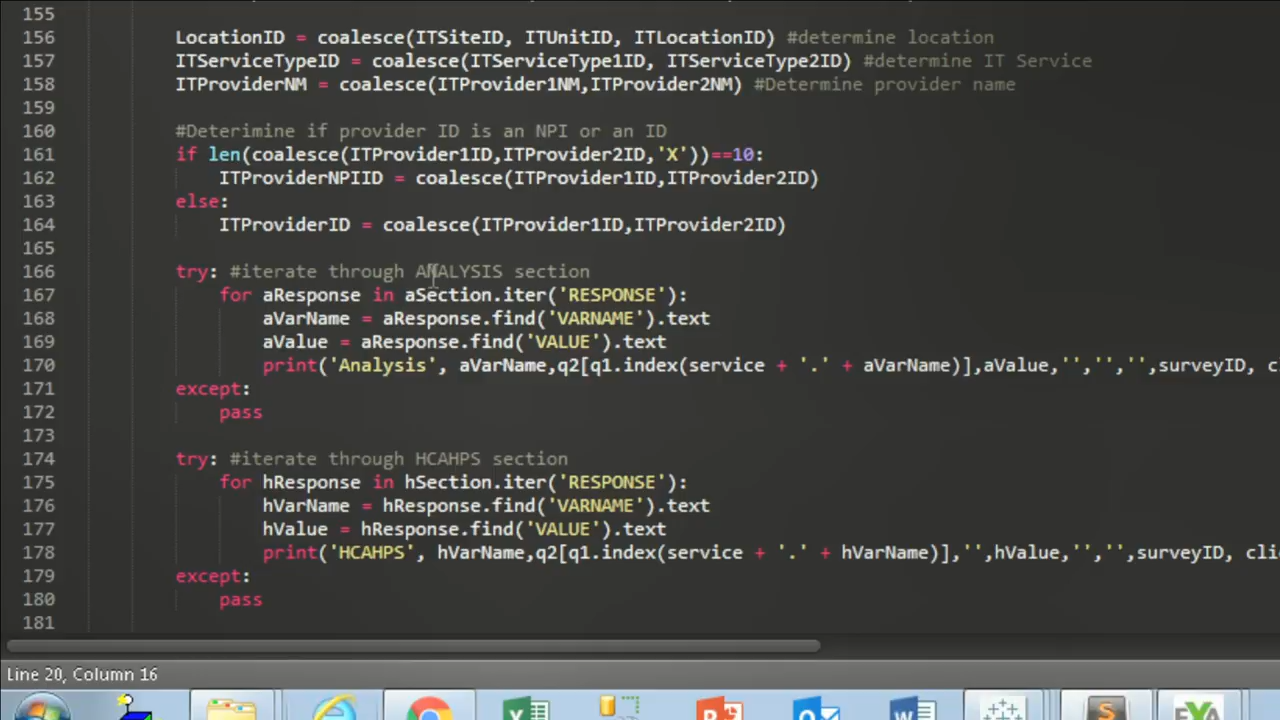 155
156 LocationID = coalesce(ITSiteID, ITUnitID, ITLocationID) #determine location
157 ITServiceTypeID = coalesce(ITServiceType1ID, ITServiceType2ID) #determine IT Service
158 ITProviderNM = coalesce(ITProvider1NM,ITProvider2NM) #Determine provider name
159
160 #Deterimine if provider ID is an NPI or an ID
161 if len(coalesce(ITProvider1ID,ITProvider2ID,'X'))==10:
162 ITProviderNPIID = coalesce(ITProvider1ID,ITProvider2ID)
163 else:
164 ITProviderID = coalesce(ITProvider1ID,ITProvider2ID)
165
166 try: #iterate through ANALYSIS section
167 for aResponse in aSection.iter('RESPONSE'):
168 aVarName = aResponse.find('VARNAME').text
169 aValue = aResponse.find('VALUE').text
170 print('Analysis', aVarName,q2[q1.index(service + '.' + aVarName)],aValue,'','','',surveyID, cl
171 except:
172 pass
173
174 try: #iterate through HCAHPS section
175 for hResponse in hSection.iter('RESPONSE'):
176 hVarName = hResponse.find('VARNAME').text
177 hValue = hResponse.find('VALUE').text
178 print('HCAHPS', hVarName,q2[q1.index(service + '.' + hVarName)],'',hValue,'','',surveyID, cli
179 except:
180 pass
181
Line 20, Column 16